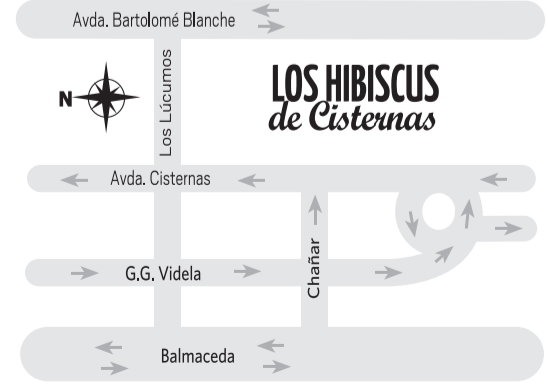 Avda. Bartolomé Blanche
Los Lúcumos
N
LOS HIBISCUS
de Cisternas
Avda. Cisternas
Chañar
G.G. Videla
Balmaceda